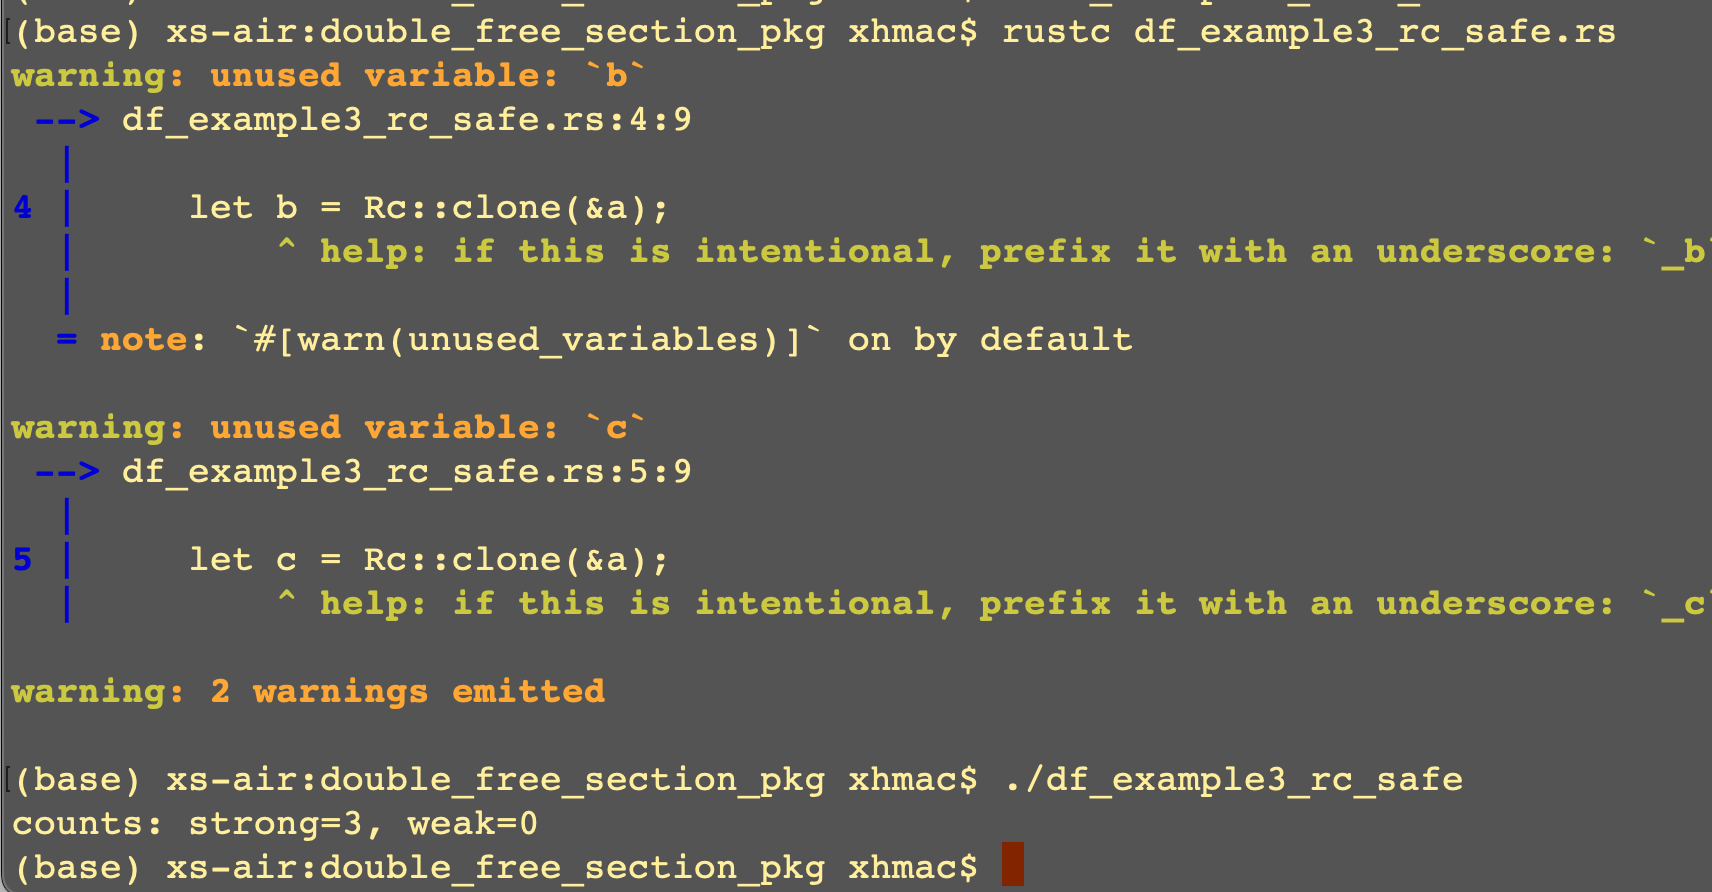 (base) xs-air:double_free_section_pkg xhmac$ rustc df_example3_rc_safe.rs
warning: unused variable: `b`
 --> df_example3_rc_safe.rs:4:9
  |
4 |     let b = Rc::clone(&a);
  |         ^ help: if this is intentional, prefix it with an underscore: `_b`
  |
  = note: `#[warn(unused_variables)]` on by default
warning: unused variable: `c`
 --> df_example3_rc_safe.rs:5:9
  |
5 |     let c = Rc::clone(&a);
  |         ^ help: if this is intentional, prefix it with an underscore: `_c`
warning: 2 warnings emitted
(base) xs-air:double_free_section_pkg xhmac$ ./df_example3_rc_safe
counts: strong=3, weak=0
(base) xs-air:double_free_section_pkg xhmac$